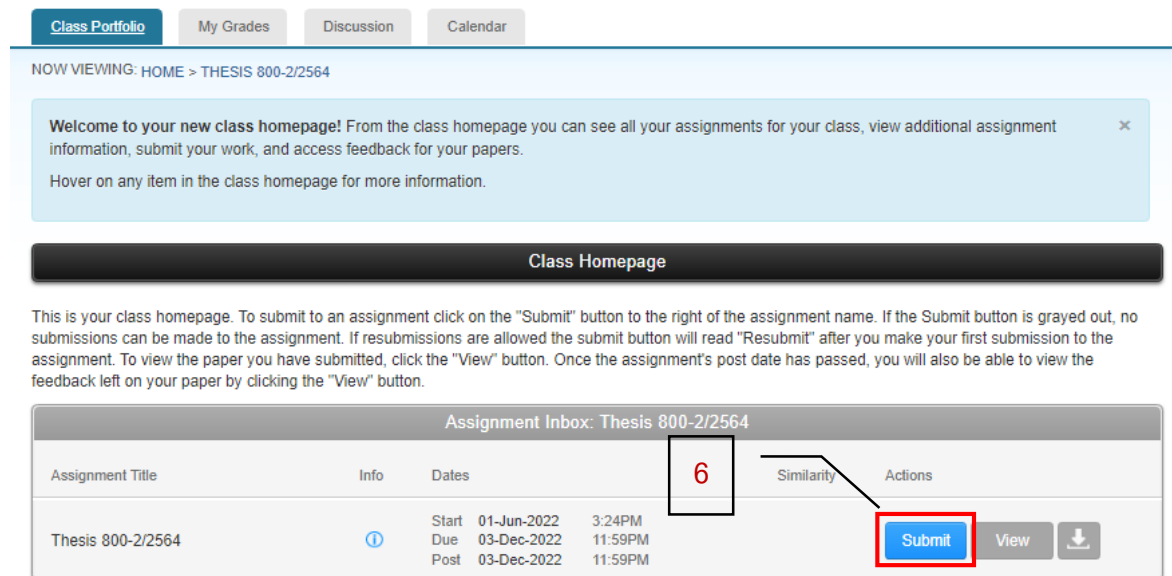 Class Portfolio My Grades Discussion Calendar
NOW VIEWING: HOME > THESIS 800-2/2564
Welcome to your new class homepage! From the class homepage you can see all your assignments for your class, view additional assignment ×
information, submit your work, and access feedback for your papers.
Hover on any item in the class homepage for more information.
Class Homepage
This is your class homepage. To submit to an assignment click on the "Submit" button to the right of the assignment name. If the Submit button is grayed out, no
submissions can be made to the assignment. If resubmissions are allowed the submit button will read "Resubmit" after you make your first submission to the
assignment. To view the paper you have submitted, click the "View" button. Once the assignment's post date has passed, you will also be able to view the
feedback left on your paper by clicking the "View" button.
Assignment Inbox: Thesis 800-2/2564
Assignment Title Info Dates 6 Similarity Actions
Start 01-Jun-2022 3:24PM
Thesis 800-2/2564 Due 03-Dec-2022 11:59PM Submit View
Post 03-Dec-2022 11:59PM